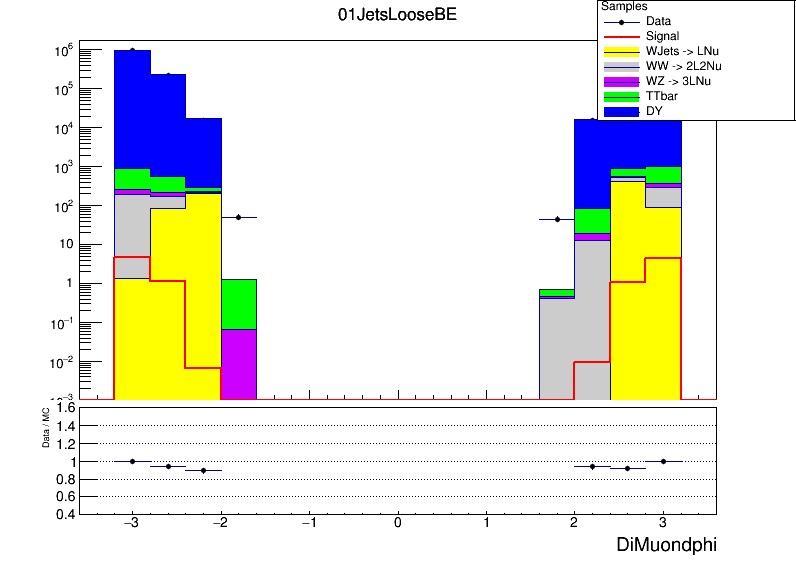 01JetsLooseBE
Samples
Data
Signal
WJets -> LNu
WW -> 2L2Nu
WZ -> 3LNu
TTbar
DY
10^6
10^5
10^4
10^3
10^2
10
1
10^-1
10^-2
10^-3
Data / MC
1.6
1.4
1.2
1
0.8
0.6
0.4
−3 −2 −1 0 1 2 3
DiMuondphi